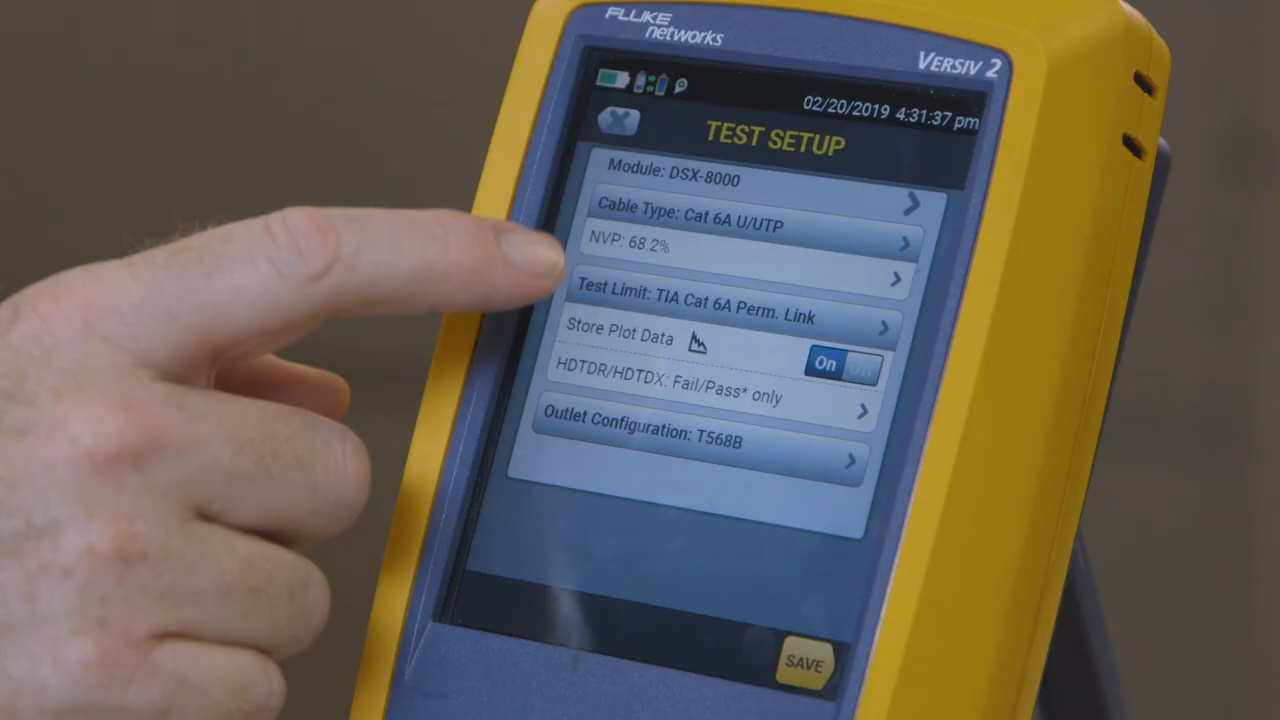 FLUKE
networks
VERSIV 2
02/20/2019 4:31:37 pm
TEST SETUP
Module: DSX-8000
Cable Type: Cat 6A U/UTP
NVP: 68.2%
Test Limit: TIA Cat 6A Perm. Link
Store Plot Data
On
HDTDR/HDTDX: Fail/Pass* only
Outlet Configuration: T568B
SAVE